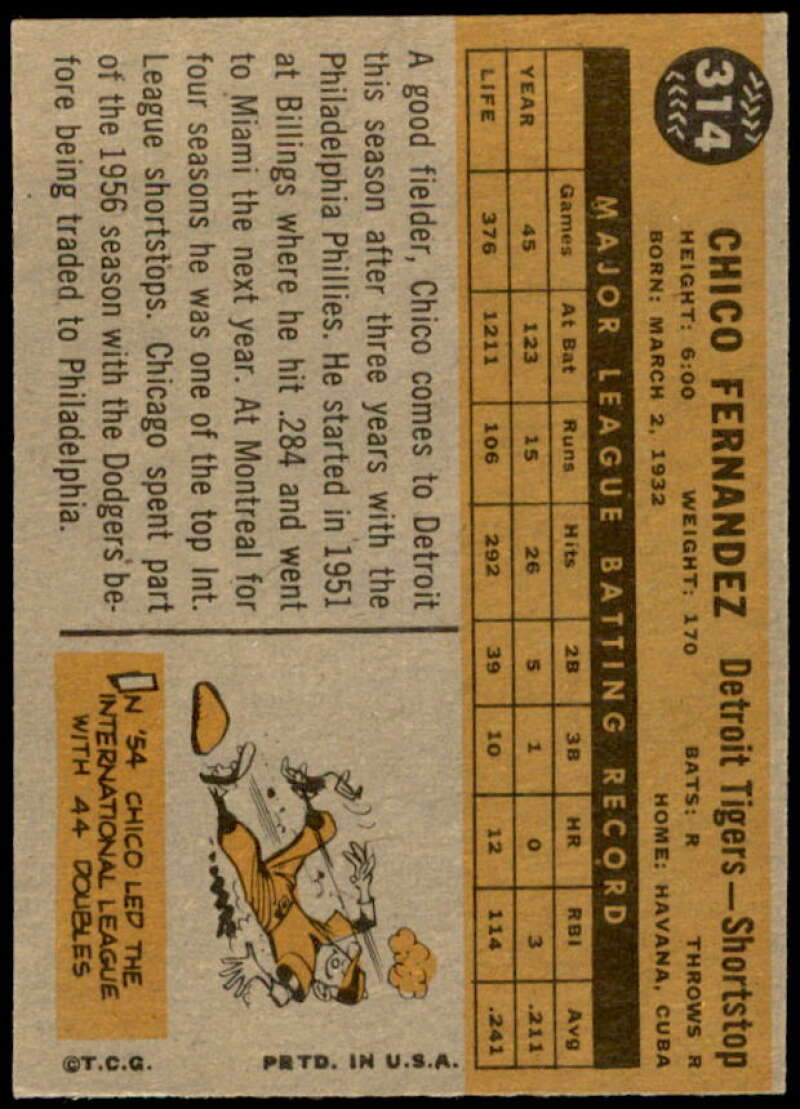 314
CHICO FERNANDEZ Detroit Tigers—Shortstop
HEIGHT: 6:00 WEIGHT: 170 BATS: R THROWS R
BORN: MARCH 2, 1932 HOME: HAVANA, CUBA
MAJOR LEAGUE BATTING RECORD
Games At Bat Runs Hits 2B 3B HR RBI Avg
YEAR 45 123 15 26 5 1 0 3 .211
LIFE 376 1211 106 292 39 10 12 114 .241
A good fielder, Chico comes to Detroit
this season after three years with the
Philadelphia Phillies. He started in 1951
at Billings where he hit .284 and went
to Miami the next year. At Montreal for
four seasons he was one of the top Int.
League shortstops. Chicago spent part
of the 1956 season with the Dodgers be-
fore being traded to Philadelphia.
IN '54 CHICO LED THE
INTERNATIONAL LEAGUE
WITH 44 DOUBLES
©T.C.G. PRTD. IN U.S.A.